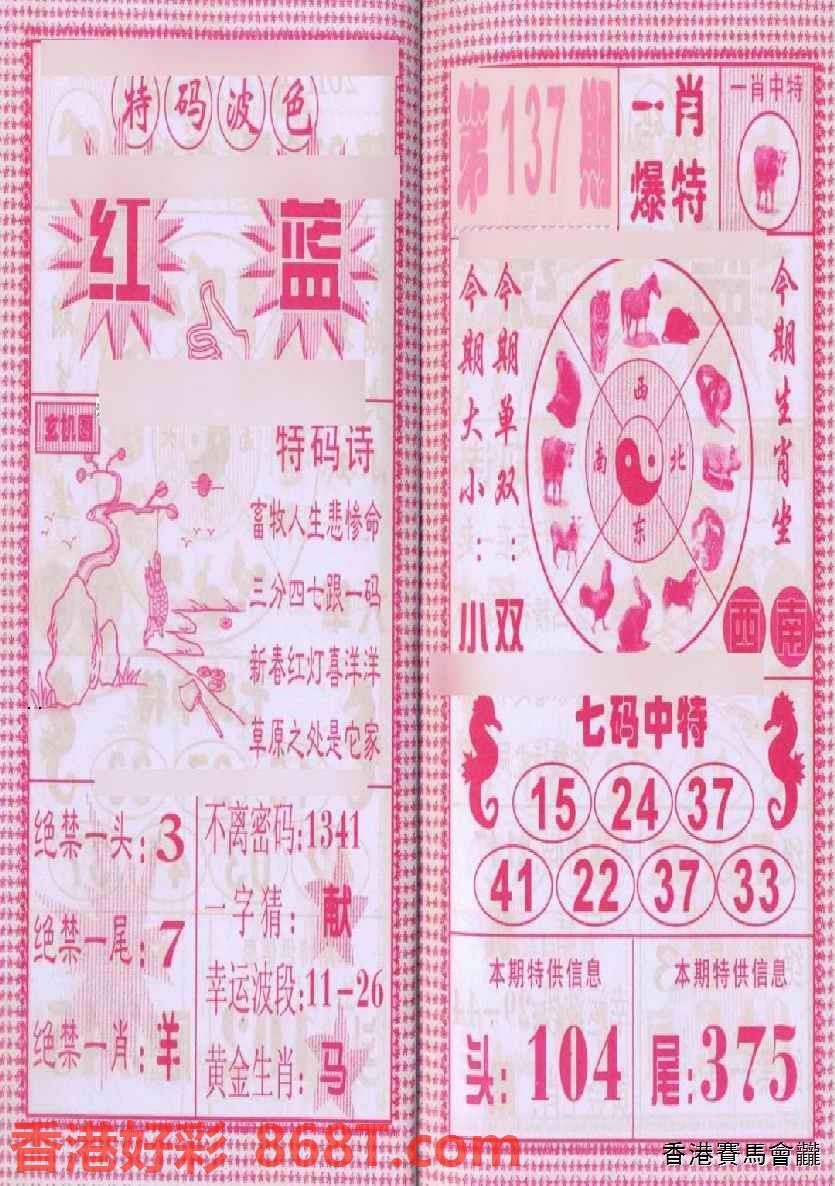 特码波色
红 蓝
玄机图
特码诗
畜牧人生悲惨命
三分四七跟一码
新春红灯喜洋洋
草原之处是它家
绝禁一头:3
绝禁一尾:7
绝禁一肖:羊
不离密码:1341
一字猜:献
幸运波段:11-26
黄金生肖:马
第137期
一肖
爆特
一肖中特
今期大小:小
今期单双:双
西
南 北
东
今期生肖坐
西南
七码中特
15 24 37
41 22 37 33
本期特供信息
头:104
本期特供信息
尾:375
香港好彩 868T.com
香港賽馬會